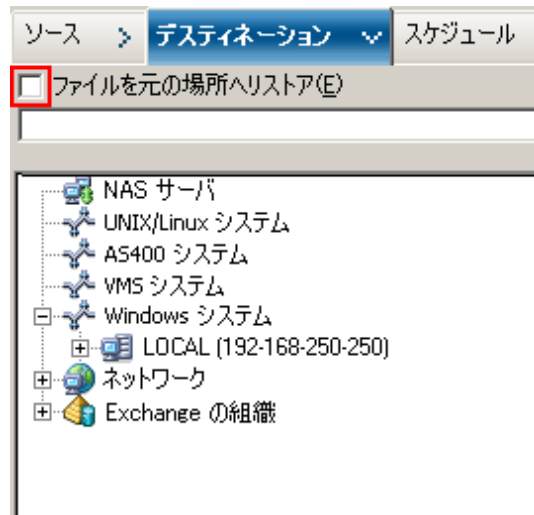 ソース デスティネーション スケジュール
ファイルを元の場所へリストア(E)
NAS サーバ
UNIX/Linux システム
AS400 システム
VMS システム
Windows システム
LOCAL (192-168-250-250)
ネットワーク
Exchange の組織